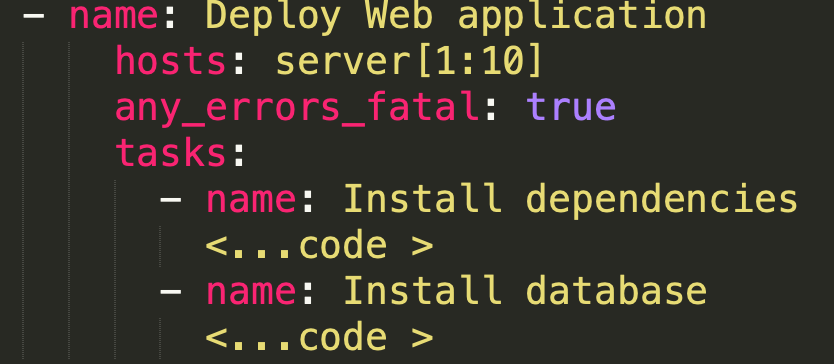 - name: Deploy Web application
hosts: server[1:10]
any_errors_fatal: true
tasks:
- name: Install dependencies
<...code >
- name: Install database
<...code >